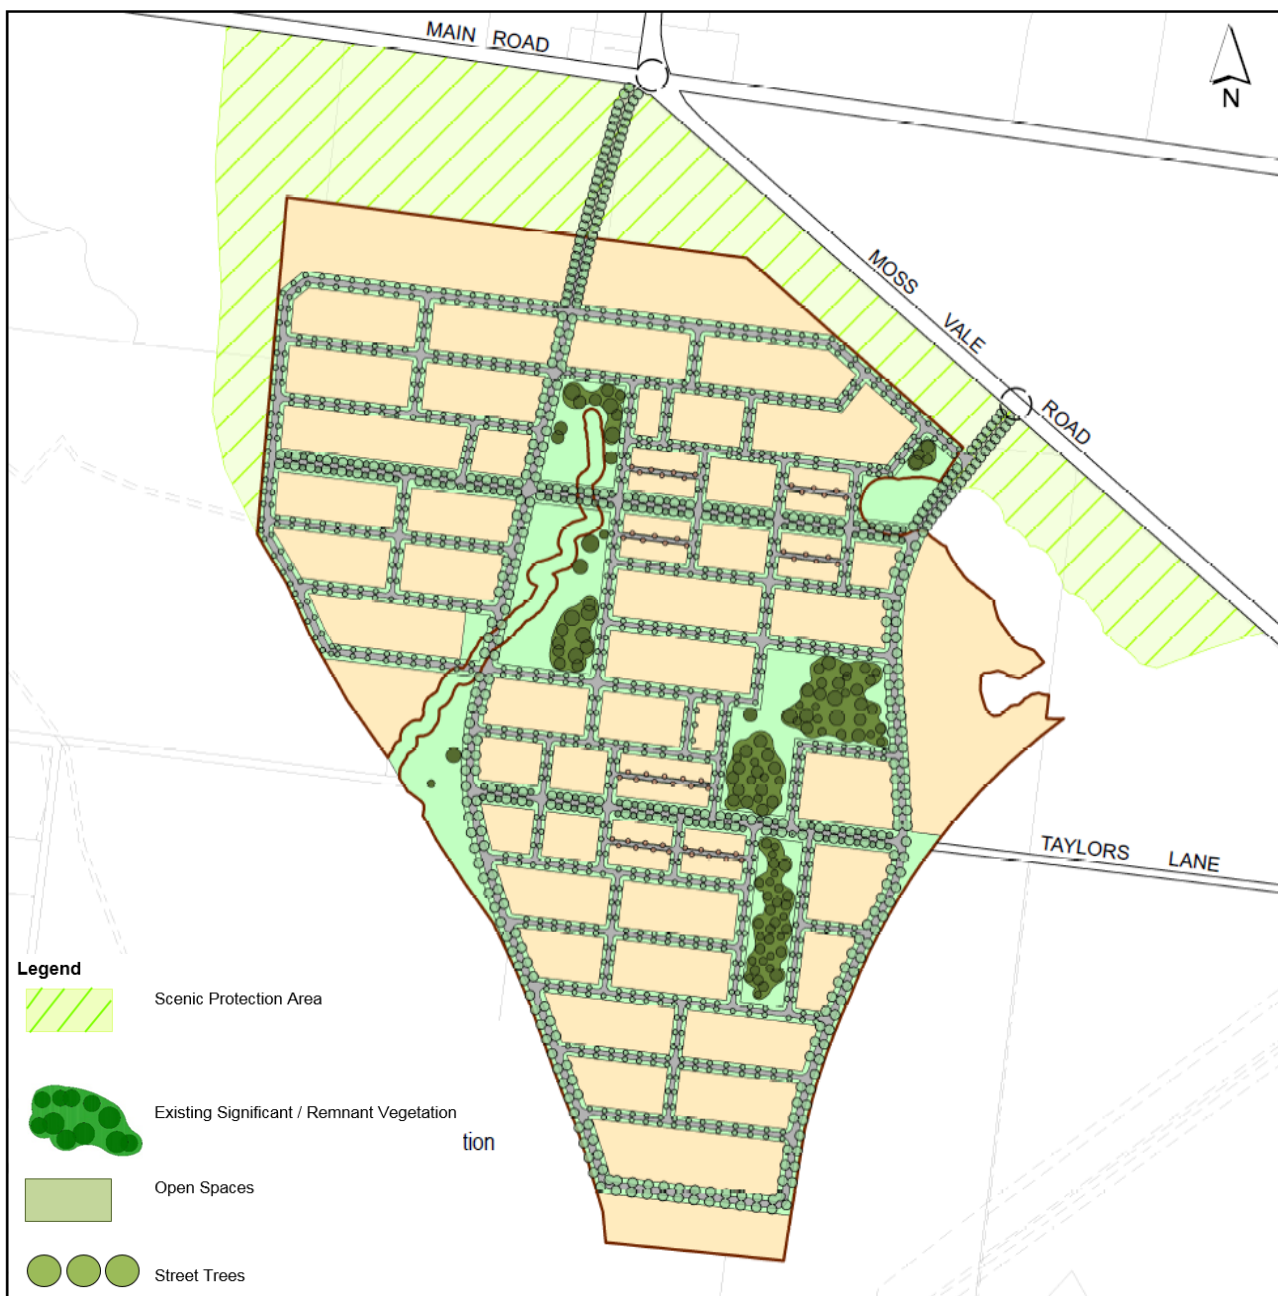 MAIN ROAD
N
MOSS VALE ROAD
TAYLORS LANE
Legend
Scenic Protection Area
Existing Significant / Remnant Vegetation
tion
Open Spaces
Street Trees